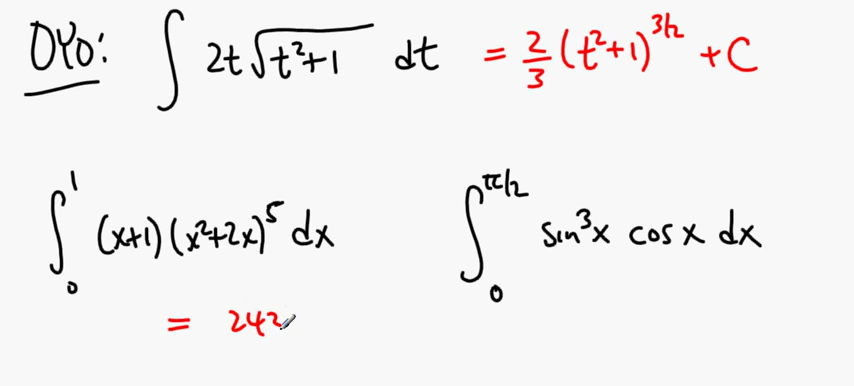 DYO: ∫ 2t√(t²+1) dt = 2/3 (t²+1)^3/2 + C
∫₀¹ (x+1)(x²+2x)⁵ dx
∫₀^π/2 sin³x cos x dx
= 242